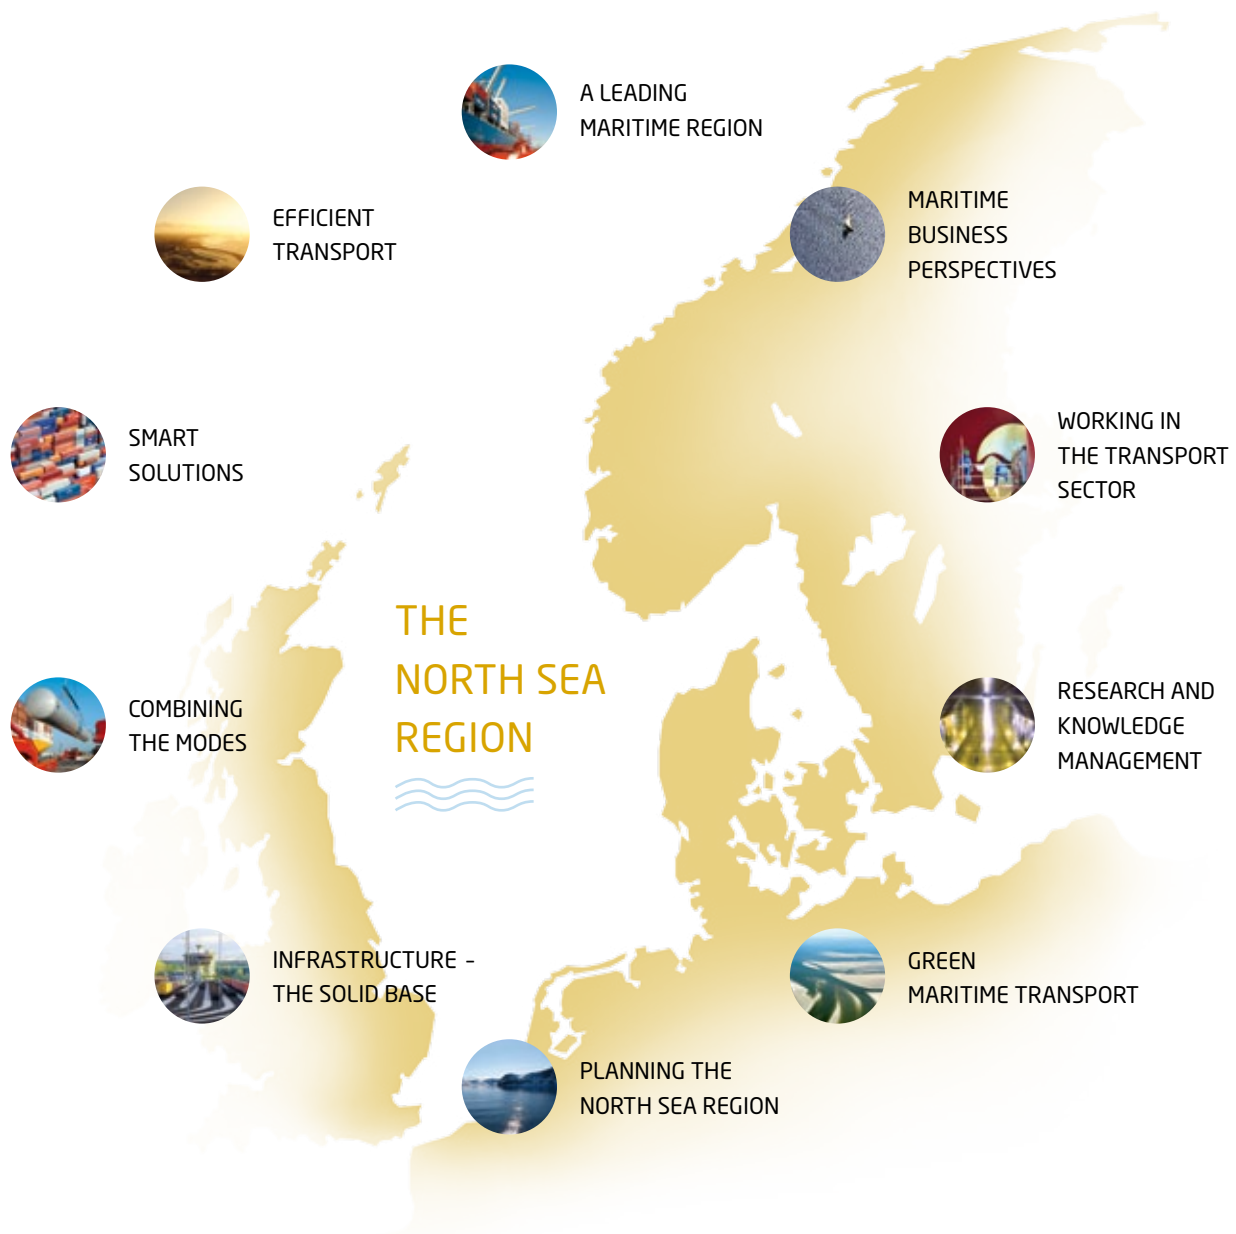 A LEADING
MARITIME REGION
EFFICIENT
TRANSPORT
MARITIME
BUSINESS
PERSPECTIVES
SMART
SOLUTIONS
WORKING IN
THE TRANSPORT
SECTOR
THE
NORTH SEA
REGION
COMBINING
THE MODES
RESEARCH AND
KNOWLEDGE
MANAGEMENT
INFRASTRUCTURE –
THE SOLID BASE
GREEN
MARITIME TRANSPORT
PLANNING THE
NORTH SEA REGION